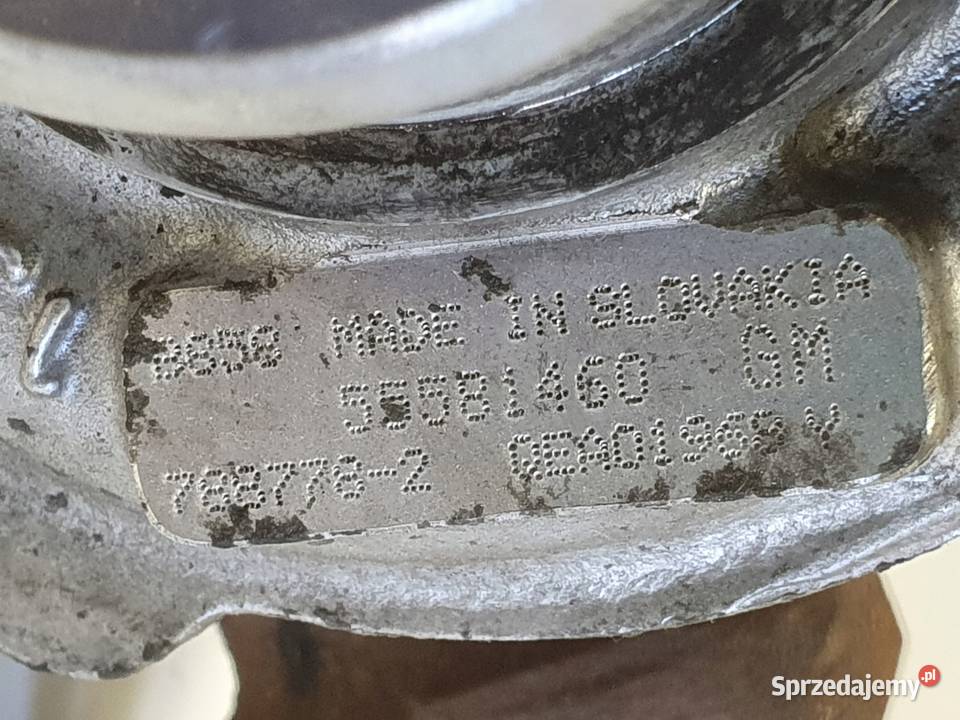 MADE IN SLOVAKIA
55581460 GM
788778-2
Sprzedajemy.pl